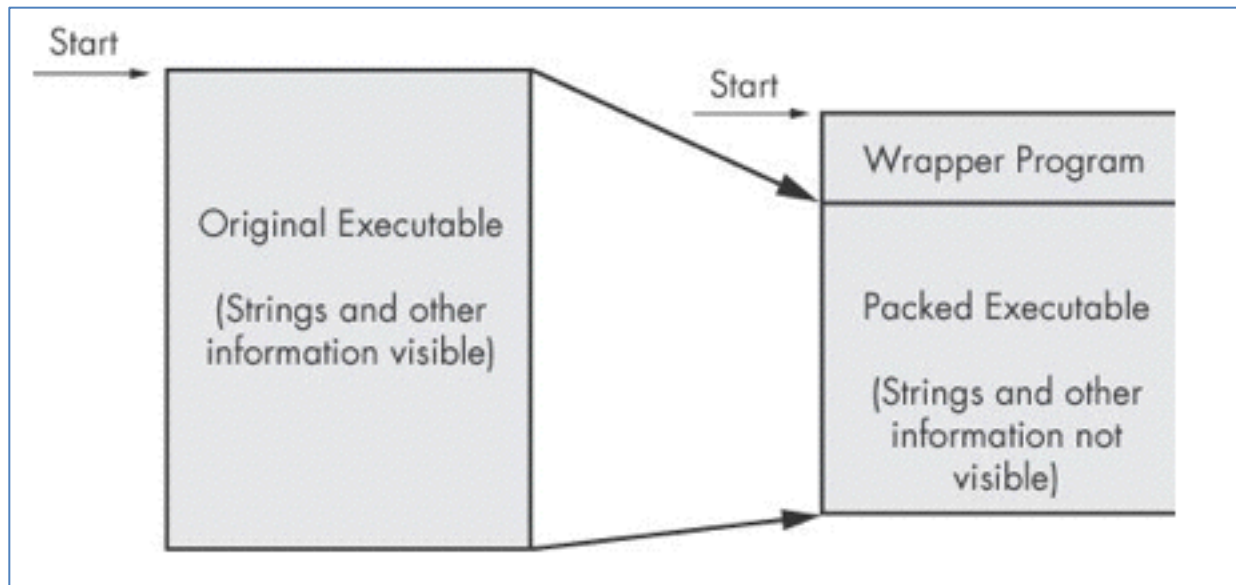 Start
Original Executable
(Strings and other
information visible)
Start
Wrapper Program
Packed Executable
(Strings and other
information not
visible)